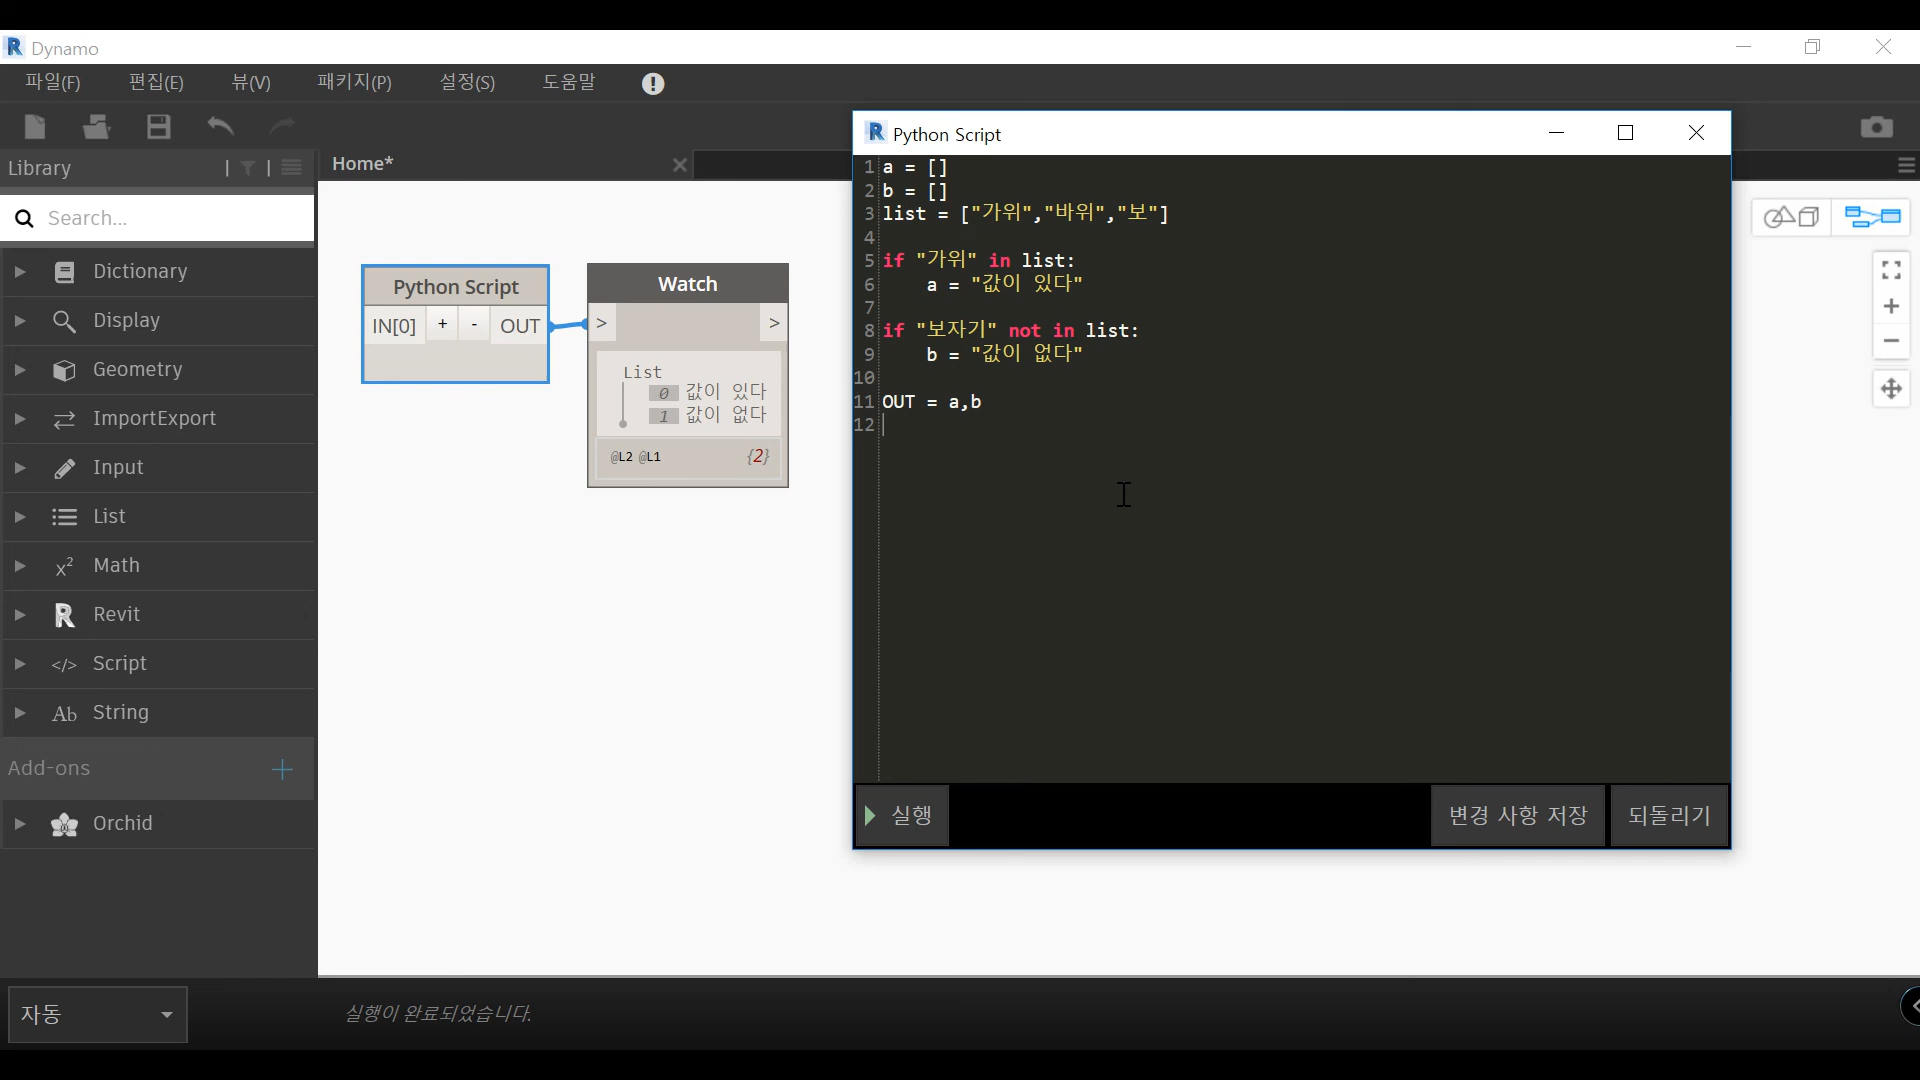 Dynamo
파일(F) 편집(E) 뷰(V) 패키지(P) 설정(S) 도움말
Library
Home*
Search...
Dictionary
Display
Geometry
ImportExport
Input
List
Math
Revit
Script
String
Add-ons
Orchid
Python Script
IN[0] + - OUT
Watch
> >
List
0 값이 있다
1 값이 없다
@L2 @L1 {2}
Python Script
1 a = []
2 b = []
3 list = ["가위","바위","보"]
4
5 if "가위" in list:
6 a = "값이 있다"
7
8 if "보자기" not in list:
9 b = "값이 없다"
10
11 OUT = a,b
12
실행 변경 사항 저장 되돌리기
자동 실행이 완료되었습니다.